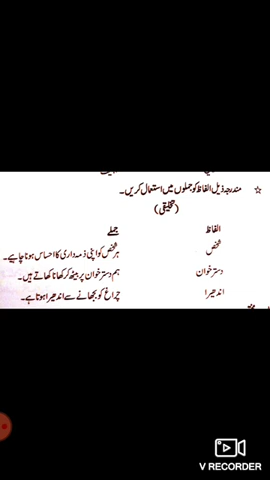 ☆ مندرجہ ذیل الفاظ کو جملوں میں استعمال کریں۔
(تخلیقی)
الفاظ جملے
شخص ہر شخص کو اپنی ذمہ داری کا احساس ہونا چاہیے۔
دسترخوان ہم دسترخوان پر بیٹھ کر کھانا کھاتے ہیں۔
اندھیرا چراغ کو بجھانے سے اندھیرا ہوتا ہے۔
V RECORDER